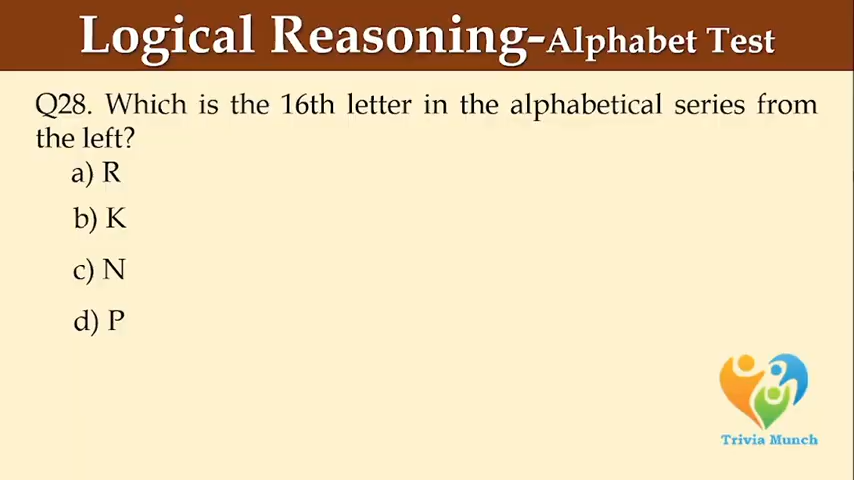 Logical Reasoning-Alphabet Test
Q28. Which is the 16th letter in the alphabetical series from
the left?
a) R
b) K
c) N
d) P
Trivia Munch